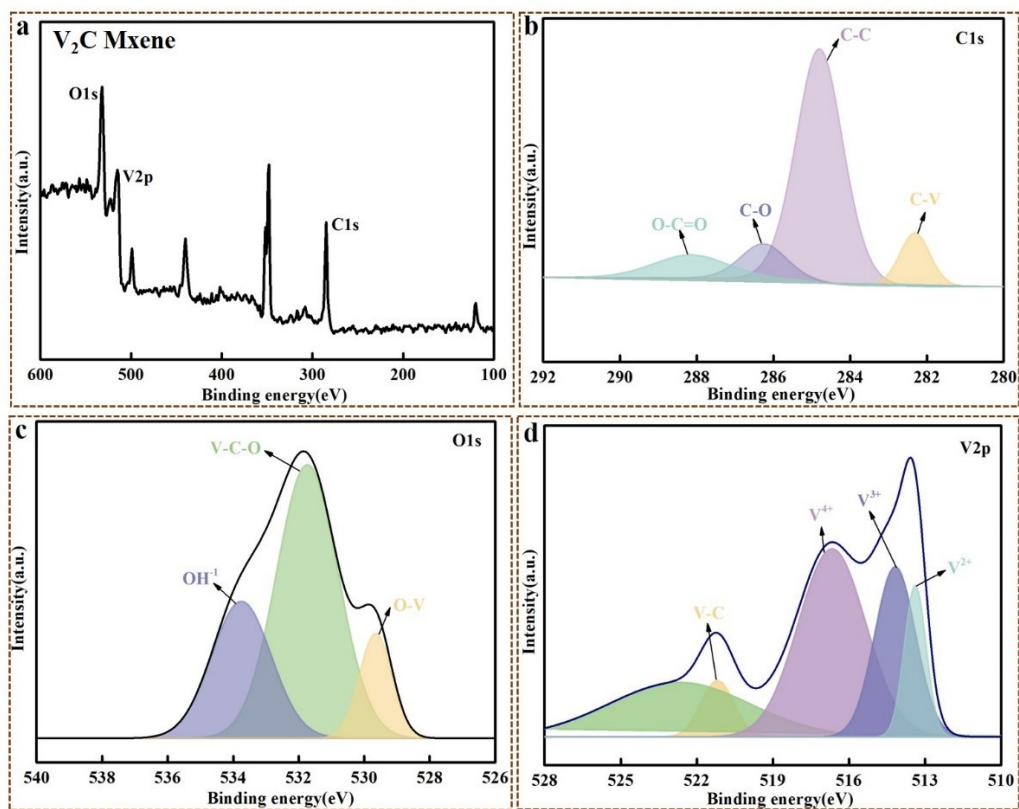 a
V₂C Mxene
O1s
V2p
C1s
Intensity(a.u.)
600 500 400 300 200 100
Binding energy(eV)
b
C1s
C-C
C-V
C-O
O-C=O
Intensity(a.u.)
292 290 288 286 284 282 280
Binding energy(eV)
c
O1s
V-C-O
OH⁻¹
O-V
Intensity(a.u.)
540 538 536 534 532 530 528 526
Binding energy(eV)
d
V2p
V³⁺
V⁴⁺
V²⁺
V-C
Intensity(a.u.)
528 525 522 519 516 513 510
Binding energy(eV)